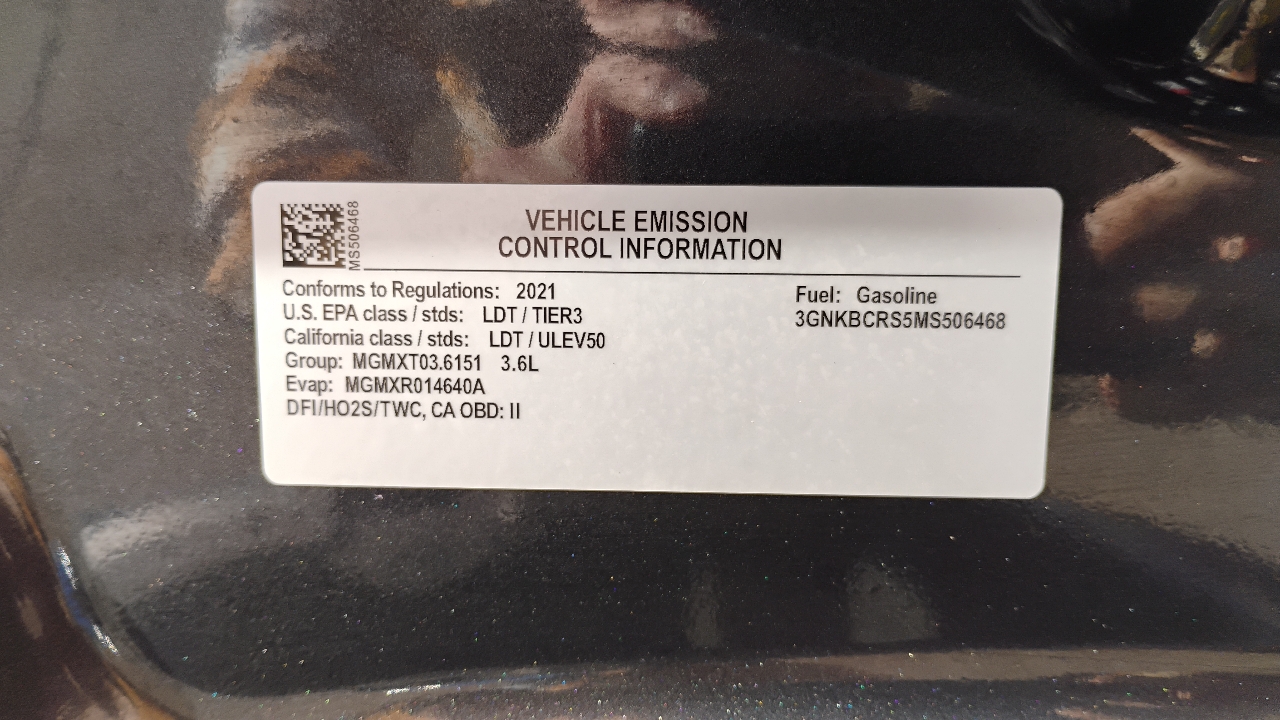 MS506468
VEHICLE EMISSION
CONTROL INFORMATION
Conforms to Regulations: 2021
U.S. EPA class / stds: LDT / TIER3
California class / stds: LDT / ULEV50
Group: MGMXT03.6151 3.6L
Evap: MGMXR014640A
DFI/HO2S/TWC, CA OBD: II
Fuel: Gasoline
3GNKBCRS5MS506468